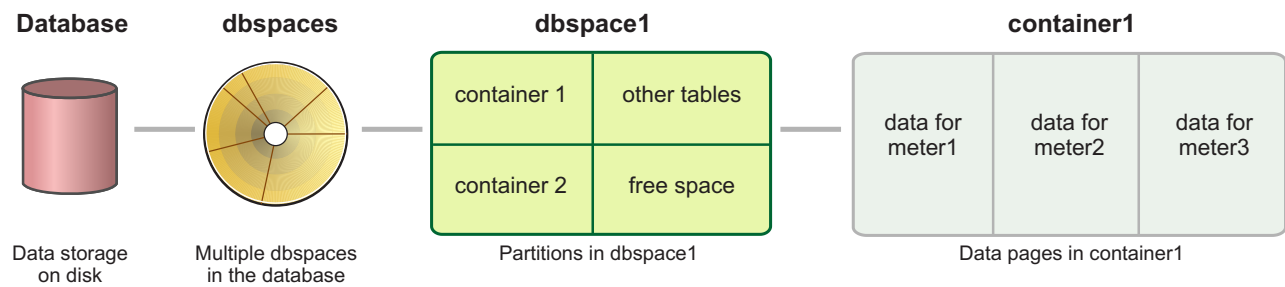 Database
dbspaces
dbspace1
container1
container 1
other tables
container 2
free space
data for
meter1
data for
meter2
data for
meter3
Data storage
on disk
Multiple dbspaces
in the database
Partitions in dbspace1
Data pages in container1